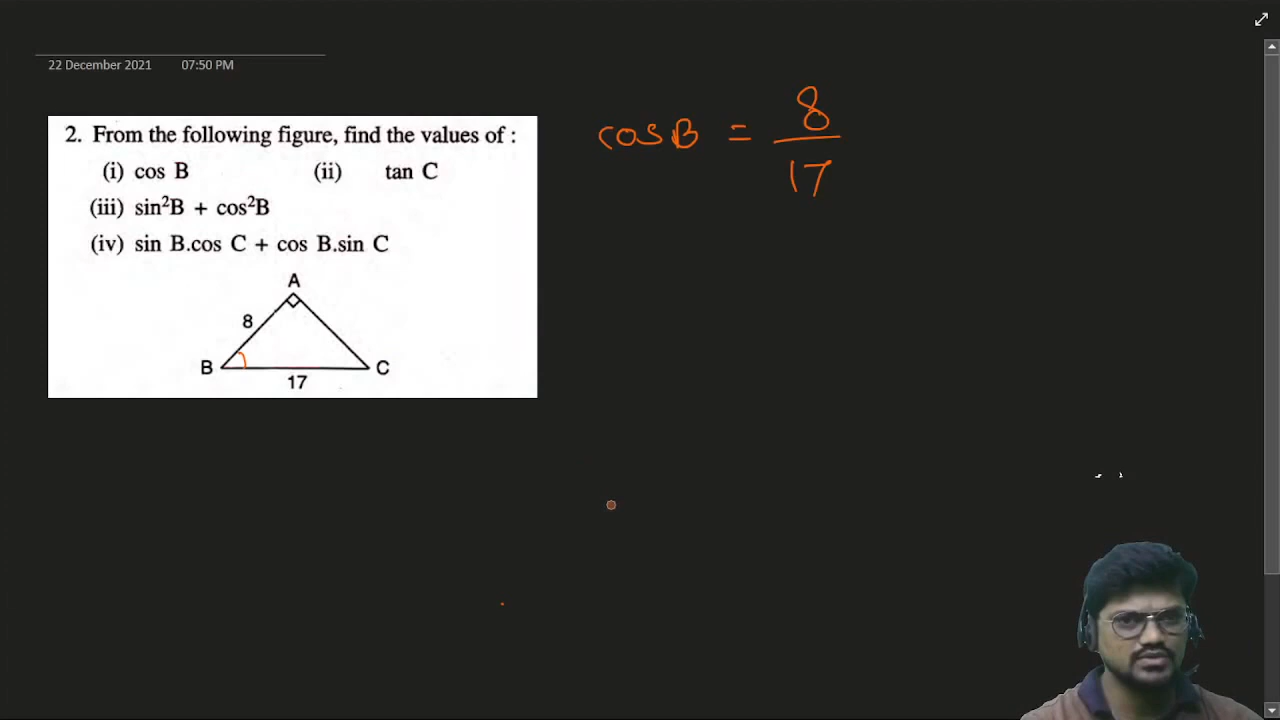 22 December 2021 07:50 PM
2. From the following figure, find the values of :
(i) cos B (ii) tan C
(iii) sin²B + cos²B
(iv) sin B.cos C + cos B.sin C
A
8
B C
17
cos B = 8
17